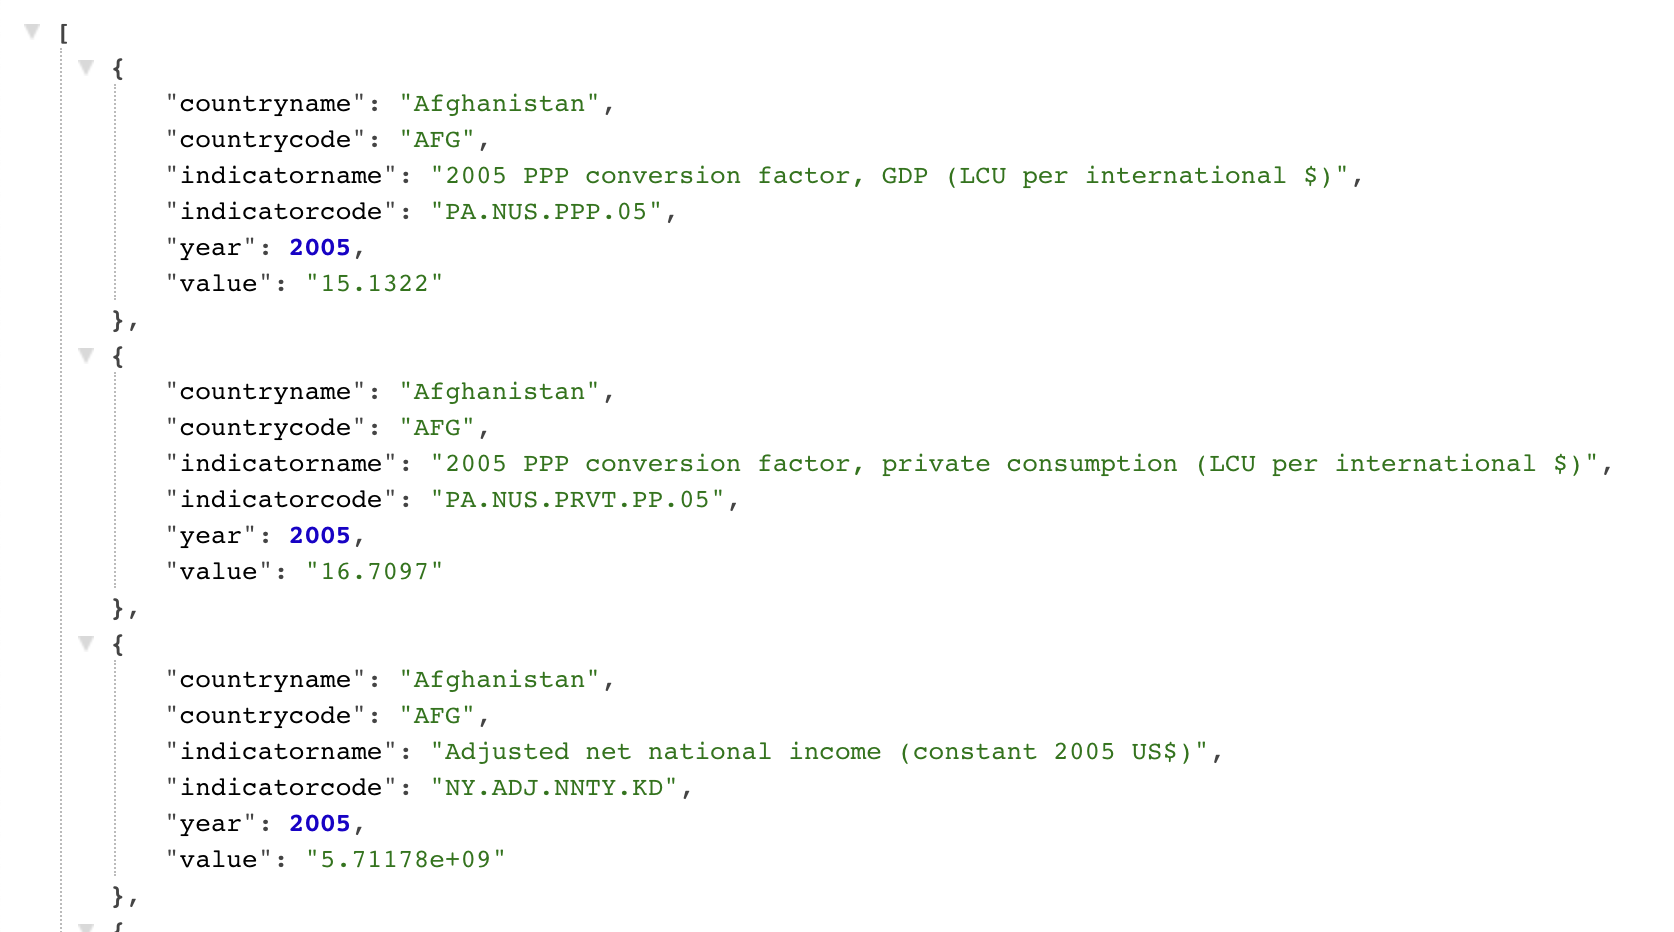 [
{
"countryname": "Afghanistan",
"countrycode": "AFG",
"indicatorname": "2005 PPP conversion factor, GDP (LCU per international $)",
"indicatorcode": "PA.NUS.PPP.05",
"year": 2005,
"value": "15.1322"
},
{
"countryname": "Afghanistan",
"countrycode": "AFG",
"indicatorname": "2005 PPP conversion factor, private consumption (LCU per international $)",
"indicatorcode": "PA.NUS.PRVT.PP.05",
"year": 2005,
"value": "16.7097"
},
{
"countryname": "Afghanistan",
"countrycode": "AFG",
"indicatorname": "Adjusted net national income (constant 2005 US$)",
"indicatorcode": "NY.ADJ.NNTY.KD",
"year": 2005,
"value": "5.71178e+09"
},
{